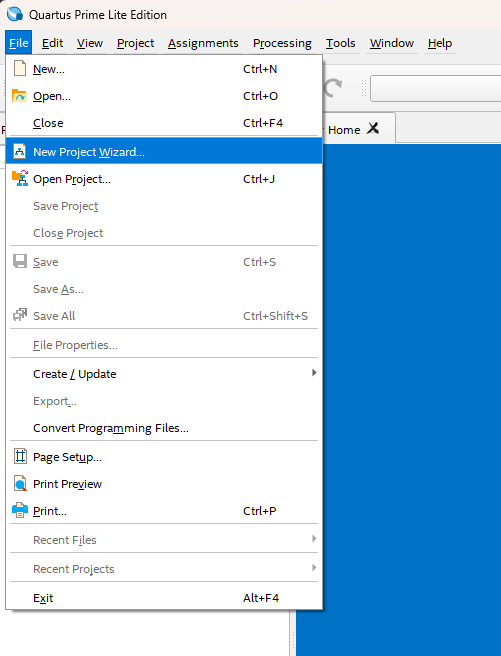 Quartus Prime Lite Edition
File Edit View Project Assignments Processing Tools Window Help
New... Ctrl+N
Open... Ctrl+O
Close Ctrl+F4
Home
New Project Wizard...
Open Project... Ctrl+J
Save Project
Close Project
Save Ctrl+S
Save As...
Save All Ctrl+Shift+S
File Properties...
Create / Update
Export...
Convert Programming Files...
Page Setup...
Print Preview
Print... Ctrl+P
Recent Files
Recent Projects
Exit Alt+F4